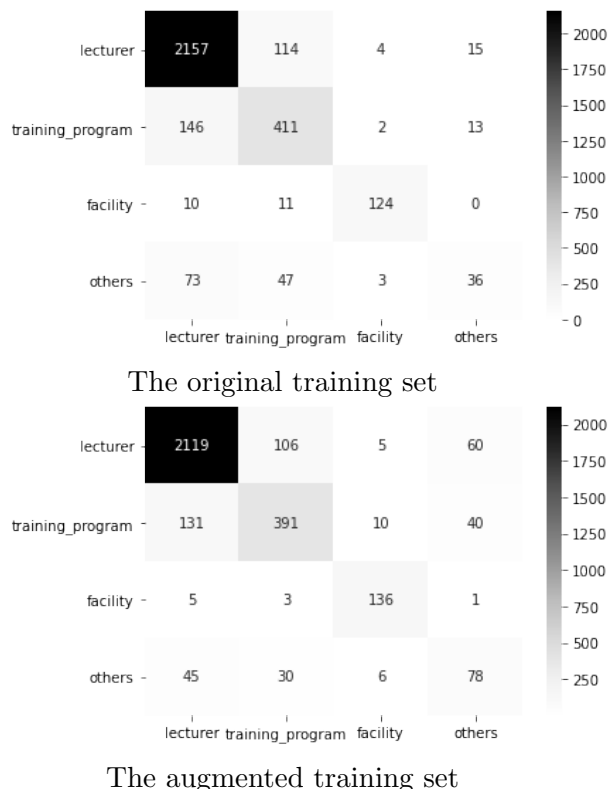 lecturer 2157 114 4 15
training_program 146 411 2 13
facility 10 11 124 0
others 73 47 3 36
lecturer training_program facility others
2000
1750
1500
1250
1000
750
500
250
0
The original training set
lecturer 2119 106 5 60
training_program 131 391 10 40
facility 5 3 136 1
others 45 30 6 78
lecturer training_program facility others
2000
1750
1500
1250
1000
750
500
250
The augmented training set